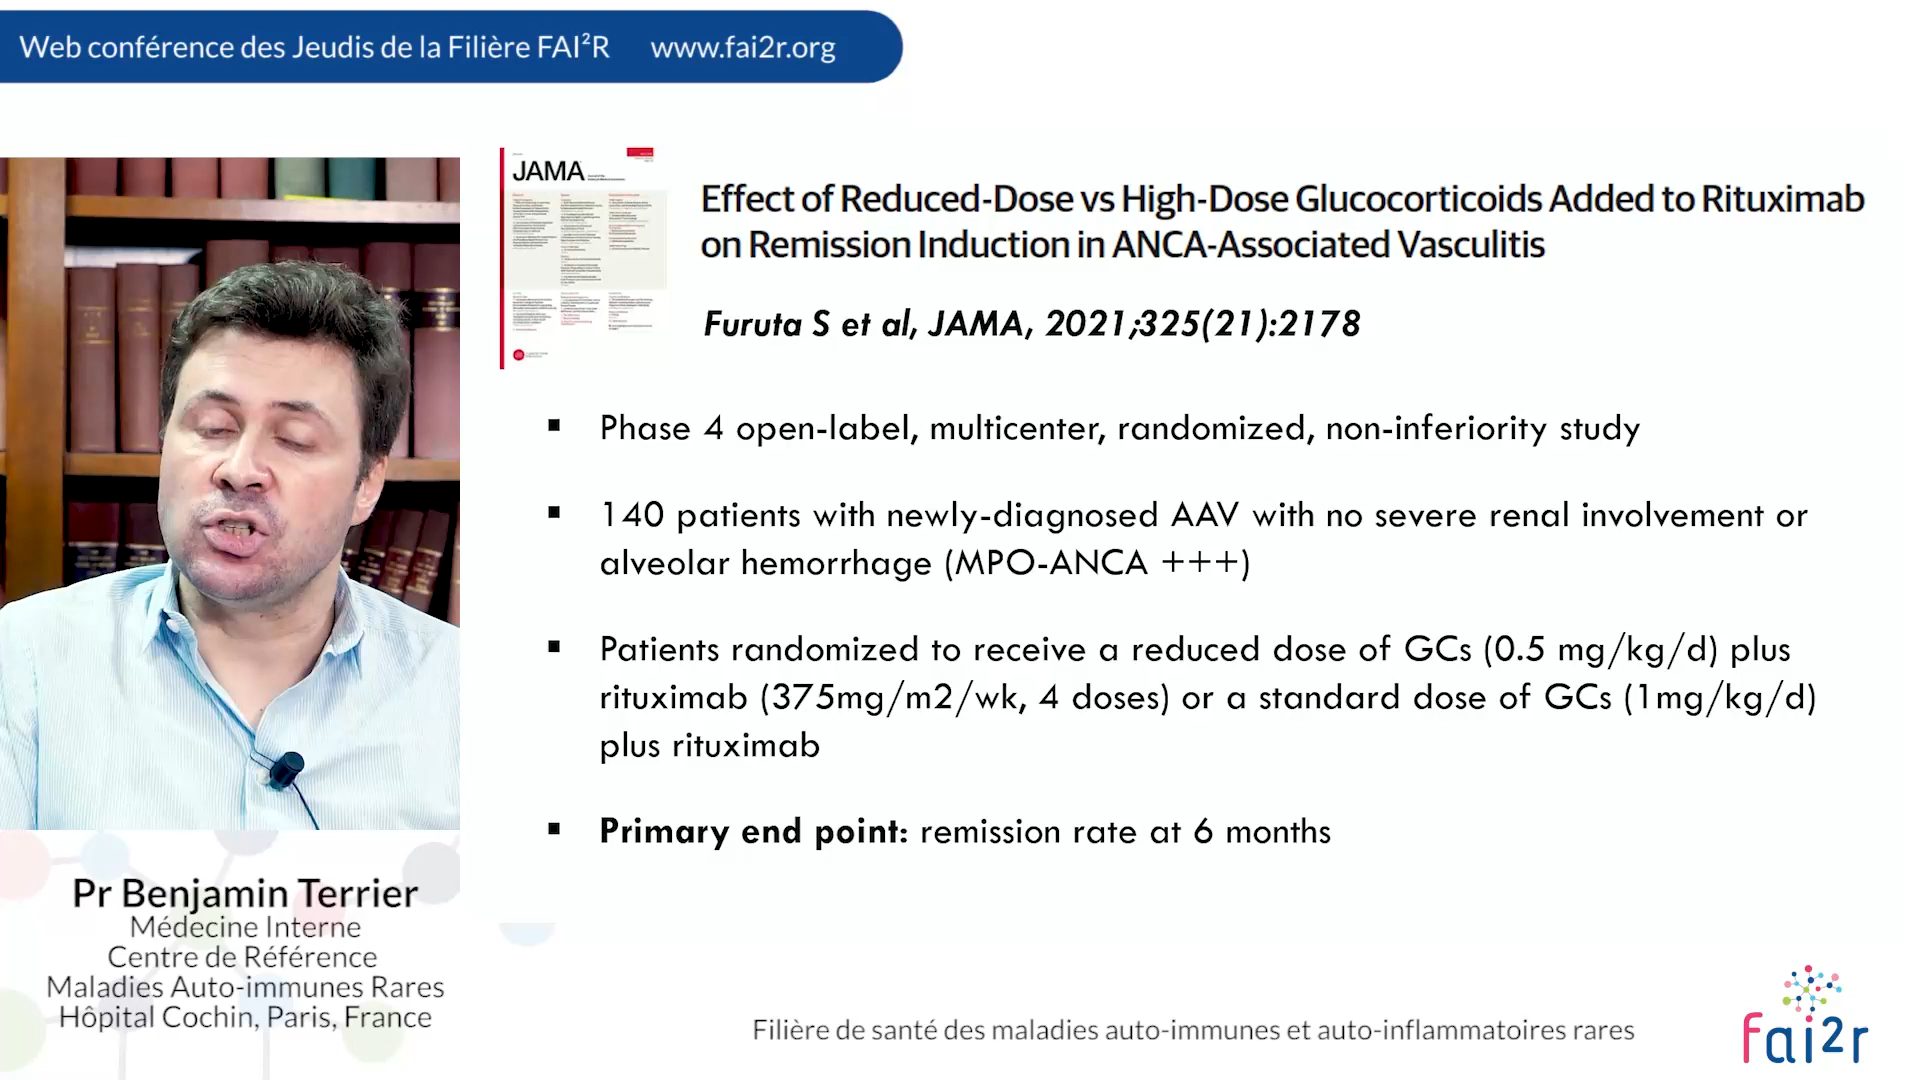 Web conférence des Jeudis de la Filière FAI²R www.fai2r.org
JAMA
Effect of Reduced-Dose vs High-Dose Glucocorticoids Added to Rituximab
on Remission Induction in ANCA-Associated Vasculitis
Furuta S et al, JAMA, 2021;325(21):2178
▪ Phase 4 open-label, multicenter, randomized, non-inferiority study
▪ 140 patients with newly-diagnosed AAV with no severe renal involvement or
alveolar hemorrhage (MPO-ANCA +++)
▪ Patients randomized to receive a reduced dose of GCs (0.5 mg/kg/d) plus
rituximab (375mg/m2/wk, 4 doses) or a standard dose of GCs (1mg/kg/d)
plus rituximab
▪ Primary end point: remission rate at 6 months
Pr Benjamin Terrier
Médecine Interne
Centre de Référence
Maladies Auto-immunes Rares
Hôpital Cochin, Paris, France
Filière de santé des maladies auto-immunes et auto-inflammatoires rares
fai2r